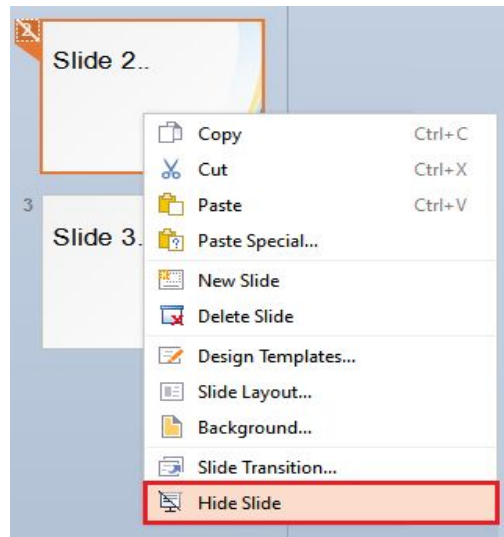 2
Slide 2..
Copy Ctrl+C
Cut Ctrl+X
Paste Ctrl+V
3
Slide 3.
Paste Special...
New Slide
Delete Slide
Design Templates...
Slide Layout...
Background...
Slide Transition...
Hide Slide